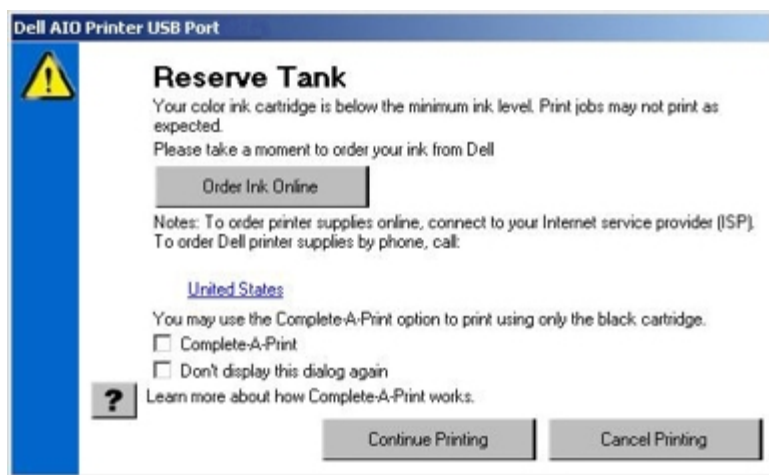 Dell AIO Printer USB Port
Reserve Tank
Your color ink cartridge is below the minimum ink level. Print jobs may not print as
expected.
Please take a moment to order your ink from Dell
Order Ink Online
Notes: To order printer supplies online, connect to your Internet service provider (ISP).
To order Dell printer supplies by phone, call:
United States
You may use the Complete-A-Print option to print using only the black cartridge.
Complete-A-Print
Don't display this dialog again
? Learn more about how Complete-A-Print works.
Continue Printing Cancel Printing